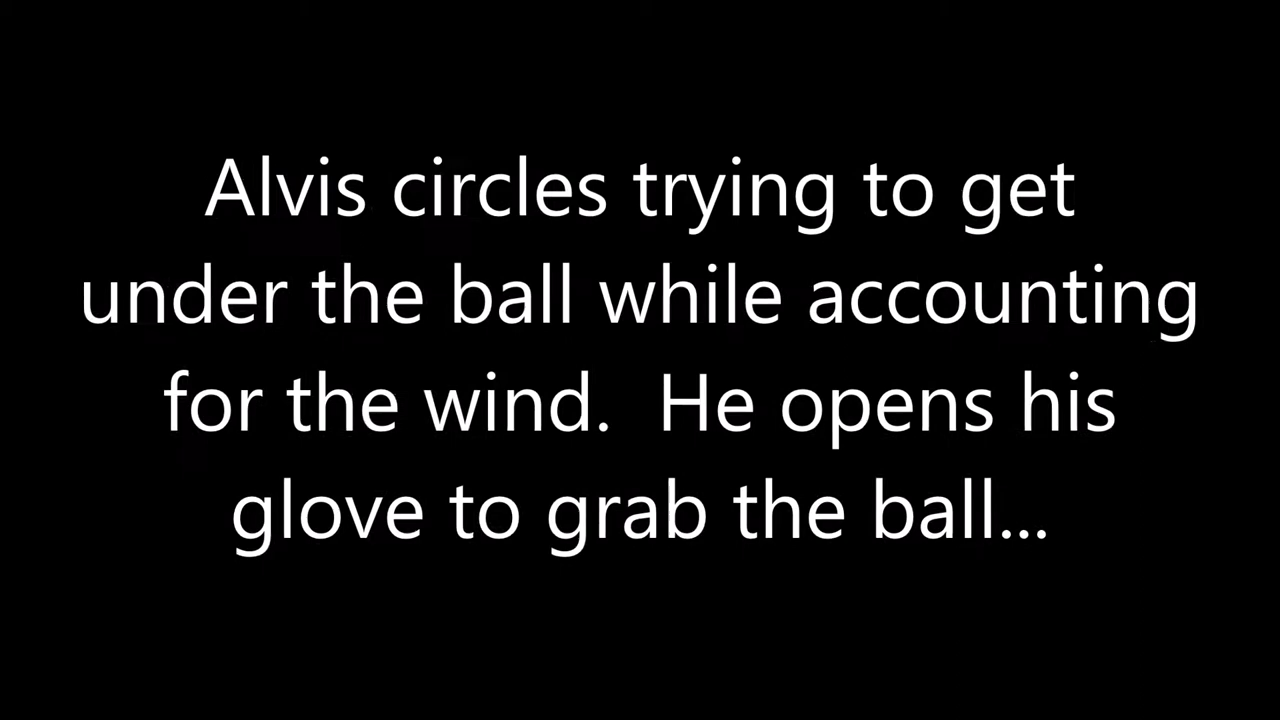 Alvis circles trying to get
under the ball while accounting
for the wind.  He opens his
glove to grab the ball...